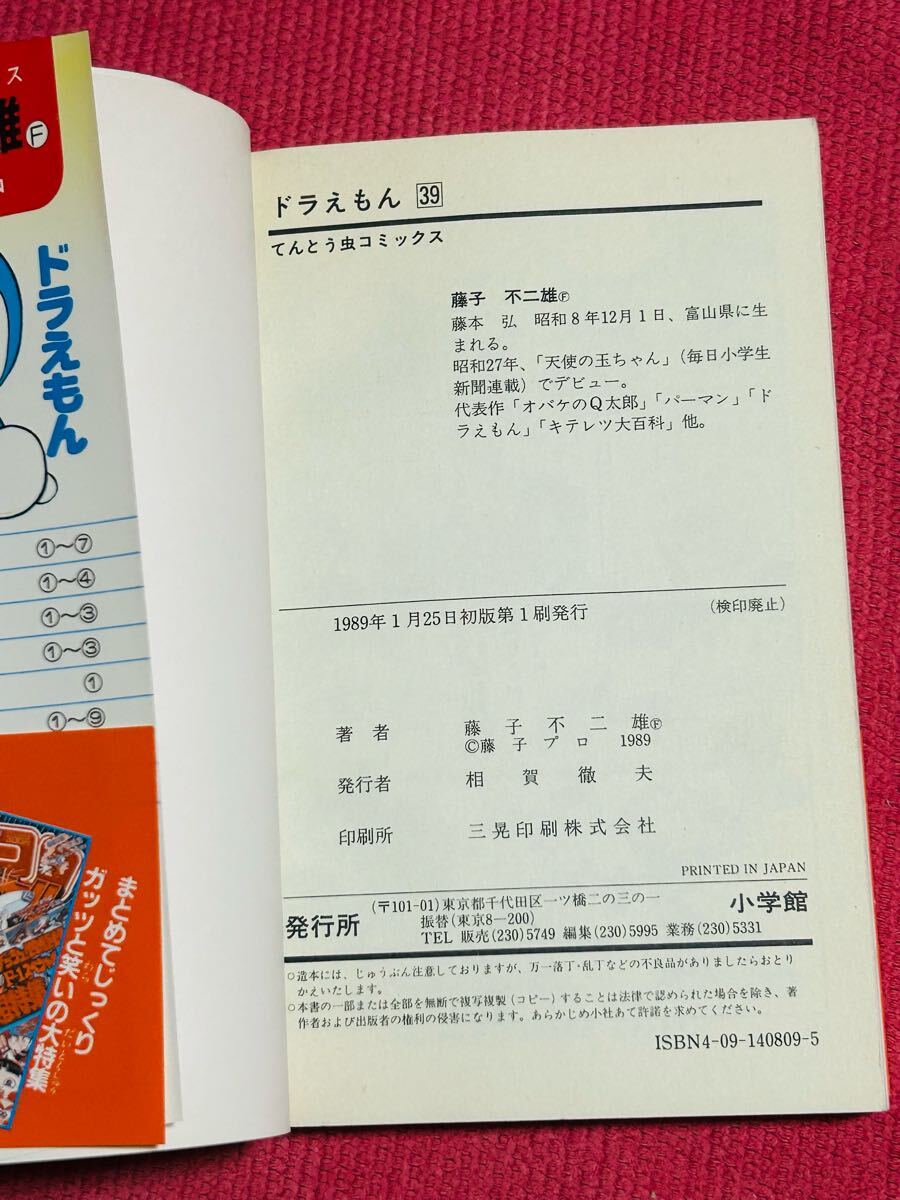 ス
雄Ⓕ
ドラえもん
①〜⑦
①〜④
①〜③
①〜③
①
①〜⑨
まとめてじっくり
ガッツと笑いの大特集
ドラえもん 39
てんとう虫コミックス
藤子 不二雄Ⓕ
藤本 弘 昭和8年12月1日、富山県に生
まれる。
昭和27年、「天使の玉ちゃん」(毎日小学生
新聞連載)でデビュー。
代表作「オバケのQ太郎」「パーマン」「ド
ラえもん」「キテレツ大百科」他。
1989年1月25日初版第1刷発行 (検印廃止)
著者 藤子不二雄Ⓕ
©藤子プロ 1989
発行者 相賀徹夫
印刷所 三晃印刷株式会社
PRINTED IN JAPAN
発行所 (〒101-01)東京都千代田区一ツ橋二の三の一 小学館
振替(東京8-200)
TEL 販売(230)5749 編集(230)5995 業務(230)5331
○造本には、じゅうぶん注意しておりますが、万一落丁・乱丁などの不良品がありましたらおとり
かえいたします。
○本書の一部または全部を無断で複写複製(コピー)することは法律で認められた場合を除き、著
作者および出版者の権利の侵害になります。あらかじめ小社あて許諾を求めてください。
ISBN4-09-140809-5